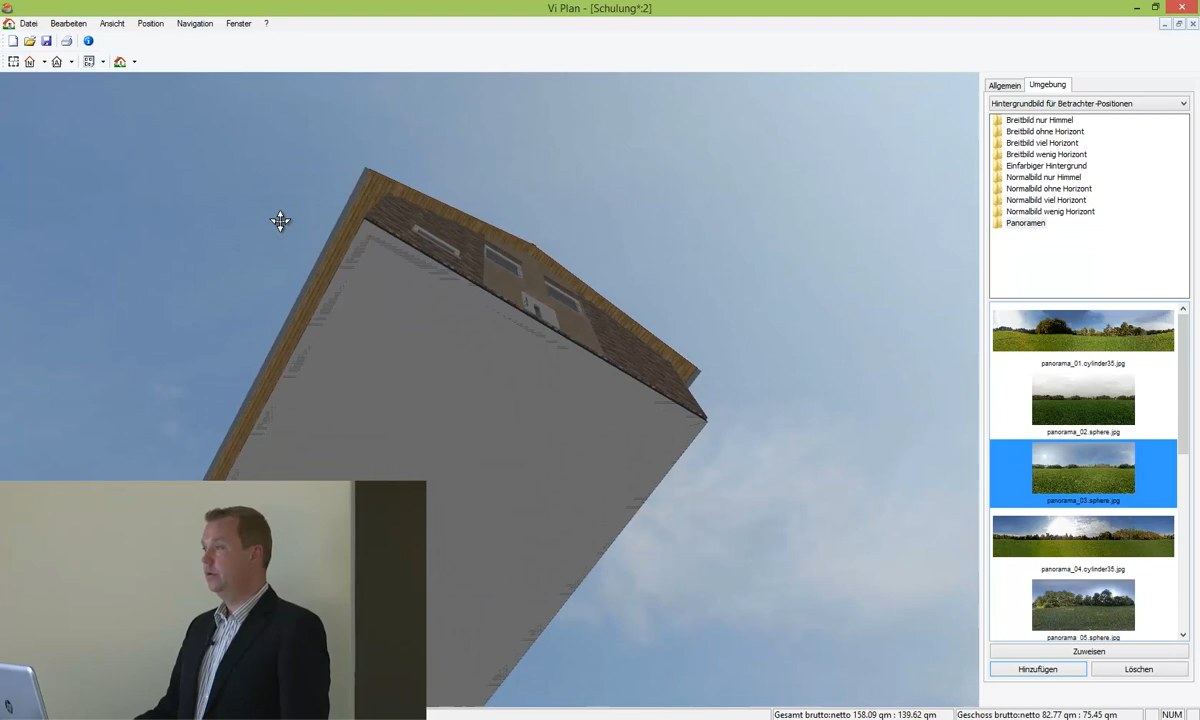 Vi Plan - [Schulung*:2]
Datei Bearbeiten Ansicht Position Navigation Fenster ?
Allgemein Umgebung
Hintergrundbild für Betrachter-Positionen
Breitbild nur Himmel
Breitbild ohne Horizont
Breitbild viel Horizont
Breitbild wenig Horizont
Einfarbiger Hintergrund
Normalbild nur Himmel
Normalbild ohne Horizont
Normalbild viel Horizont
Normalbild wenig Horizont
Panoramen
panorama_01.cylinder35.jpg
panorama_02.sphere.jpg
panorama_03.sphere.jpg
panorama_04.cylinder35.jpg
panorama_05.sphere.jpg
Zuweisen
Hinzufügen Löschen
Gesamt brutto:netto 158.09 qm : 139.62 qm Geschoss brutto:netto 82.77 qm : 75.45 qm NUM